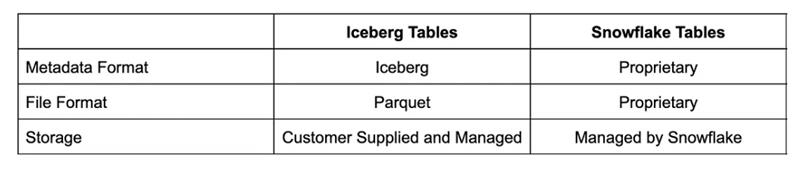 Iceberg Tables Snowflake Tables
Metadata Format Iceberg Proprietary
File Format Parquet Proprietary
Storage Customer Supplied and Managed Managed by Snowflake